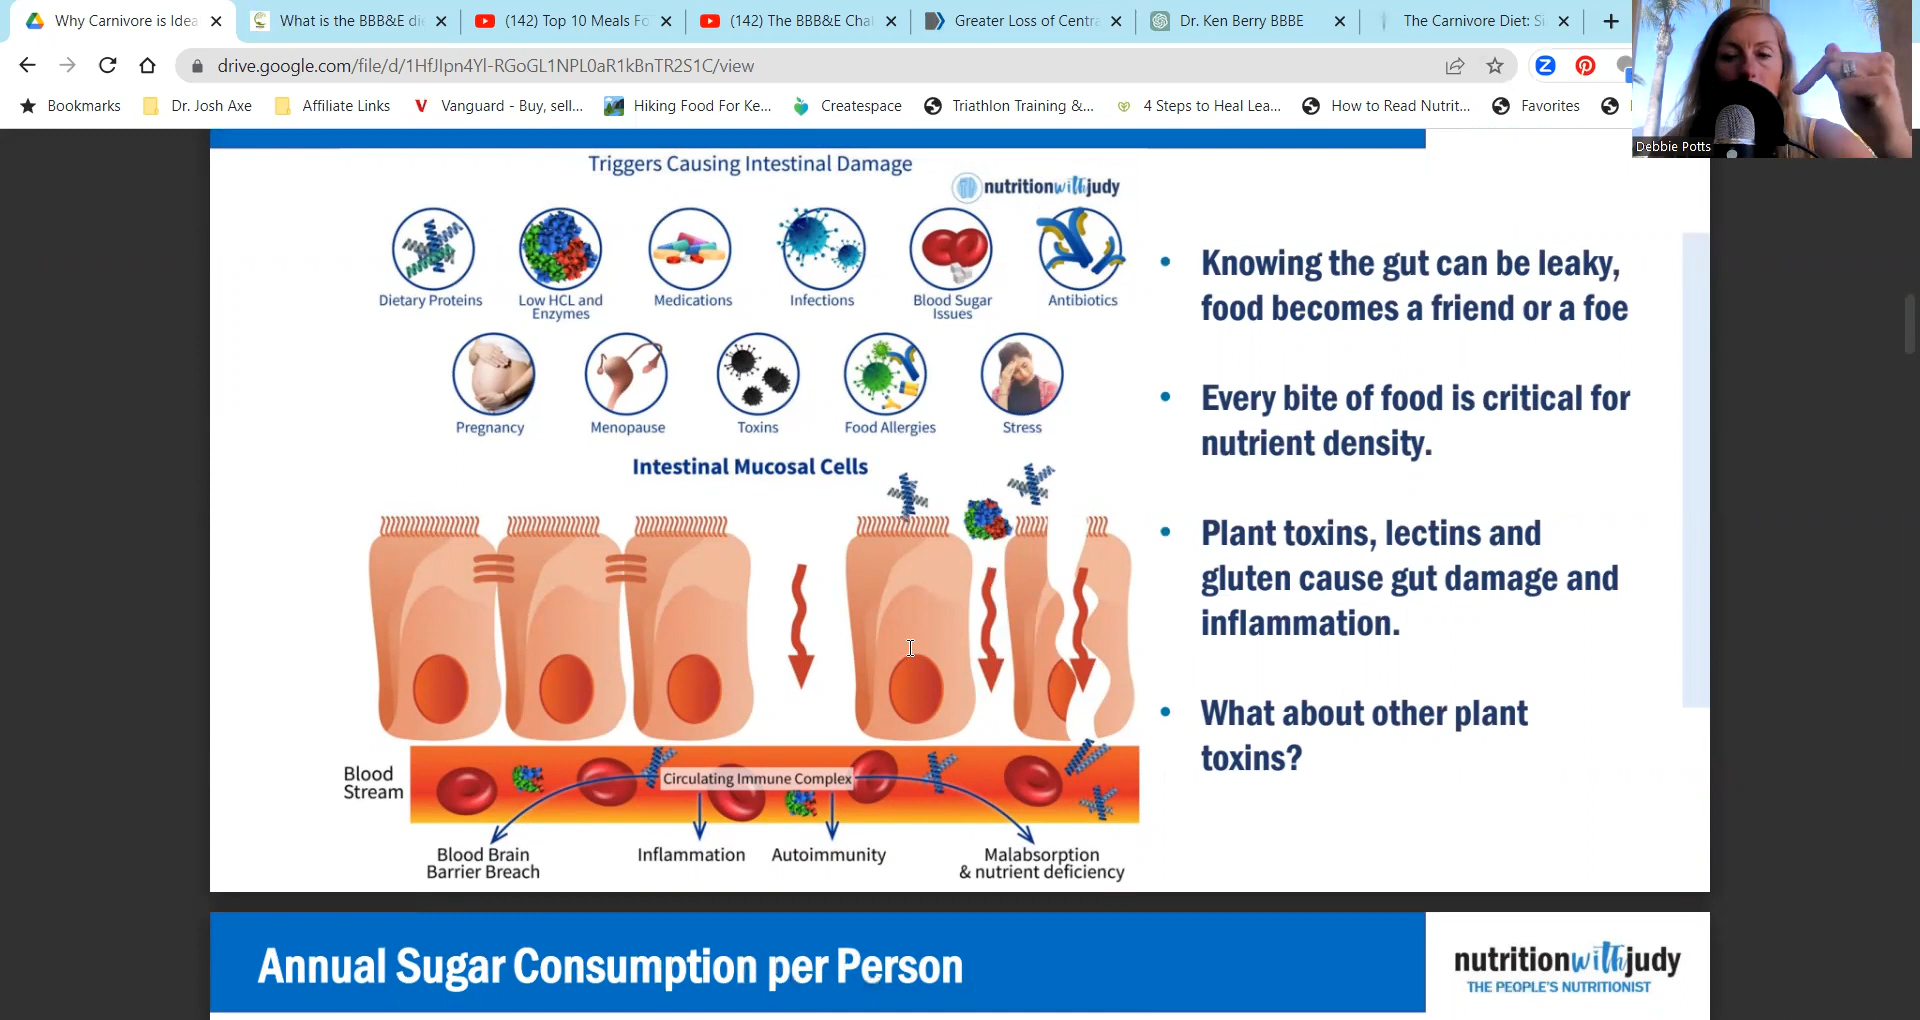 Why Carnivore is Idea
What is the BBB&E di
(142) Top 10 Meals Fo
(142) The BBB&E Cha
Greater Loss of Centra
Dr. Ken Berry BBBE
The Carnivore Diet: Si
drive.google.com/file/d/1HfJIpn4Yl-RGoGL1NPL0aR1kBnTR2S1C/view
Bookmarks
Dr. Josh Axe
Affiliate Links
Vanguard - Buy, sell...
Hiking Food For Ke...
Createspace
Triathlon Training &...
4 Steps to Heal Lea...
How to Read Nutrit...
Favorites
Debbie Potts
Triggers Causing Intestinal Damage
nutritionwithjudy
Dietary Proteins
Low HCL and
Enzymes
Medications
Infections
Blood Sugar
Issues
Antibiotics
Pregnancy
Menopause
Toxins
Food Allergies
Stress
Intestinal Mucosal Cells
Blood
Stream
Circulating Immune Complex
Blood Brain
Barrier Breach
Inflammation
Autoimmunity
Malabsorption
& nutrient deficiency
• Knowing the gut can be leaky,
food becomes a friend or a foe
• Every bite of food is critical for
nutrient density.
• Plant toxins, lectins and
gluten cause gut damage and
inflammation.
• What about other plant
toxins?
Annual Sugar Consumption per Person
nutritionwithjudy
THE PEOPLE'S NUTRITIONIST